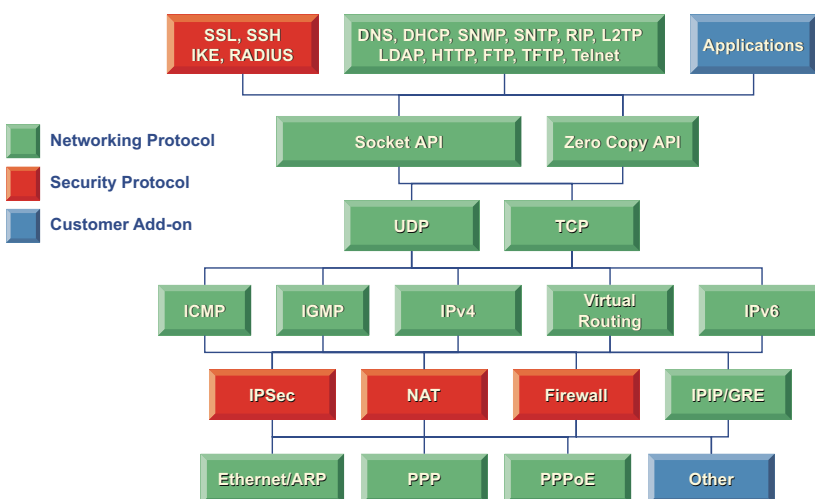 SSL, SSH
IKE, RADIUS
DNS, DHCP, SNMP, SNTP, RIP, L2TP
LDAP, HTTP, FTP, TFTP, Telnet
Applications
Networking Protocol
Security Protocol
Customer Add-on
Socket API
Zero Copy API
UDP
TCP
ICMP
IGMP
IPv4
Virtual
Routing
IPv6
IPSec
NAT
Firewall
IPIP/GRE
Ethernet/ARP
PPP
PPPoE
Other